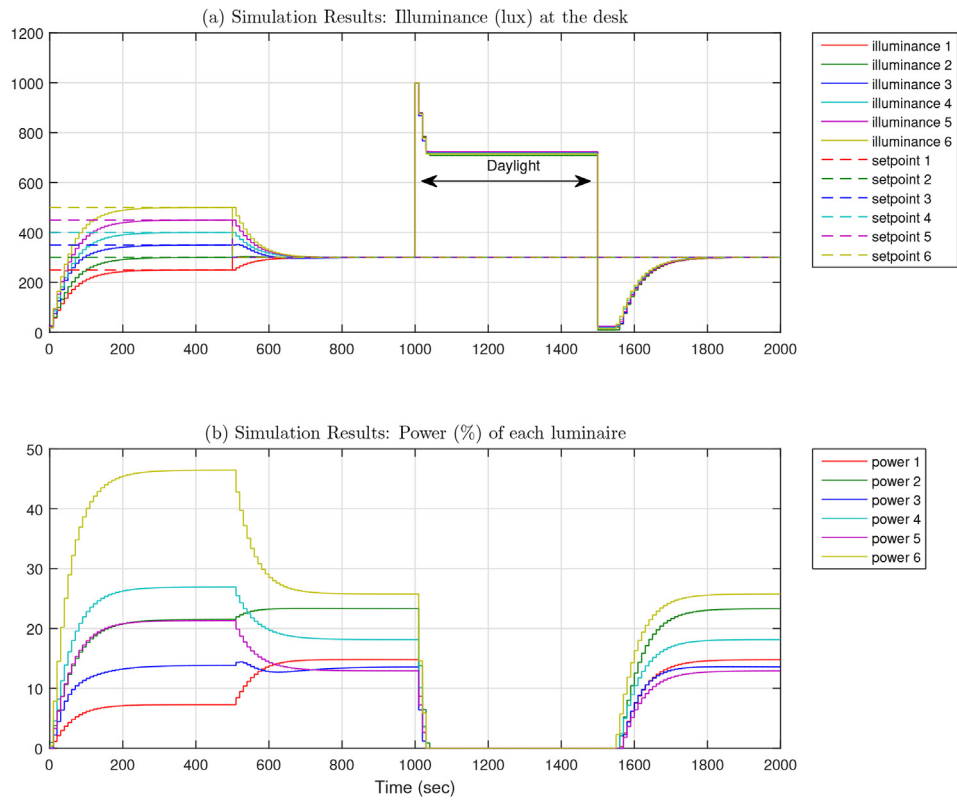 (a) Simulation Results: Illuminance (lux) at the desk
1200
1000
800
600
400
200
0
Daylight
0 200 400 600 800 1000 1200 1400 1600 1800 2000
illuminance 1
illuminance 2
illuminance 3
illuminance 4
illuminance 5
illuminance 6
setpoint 1
setpoint 2
setpoint 3
setpoint 4
setpoint 5
setpoint 6
(b) Simulation Results: Power (%) of each luminaire
50
40
30
20
10
0
0 200 400 600 800 1000 1200 1400 1600 1800 2000
Time (sec)
power 1
power 2
power 3
power 4
power 5
power 6